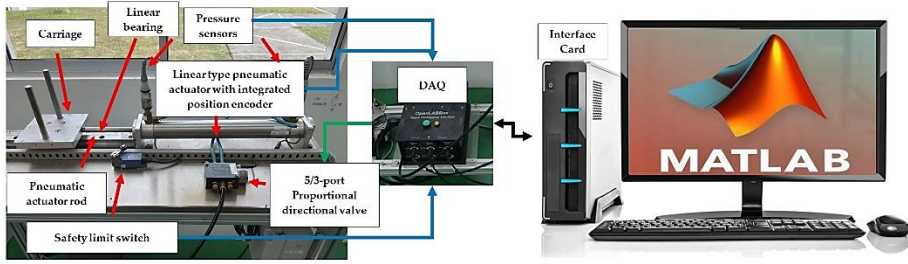 Carriage
Linear
bearing
Pressure
sensors
Linear type pneumatic
actuator with integrated
position encoder
Pneumatic
actuator rod
Safety limit switch
5/3-port
Proportional
directional valve
DAQ
OpenLABBox
Interface
Card
MATLAB